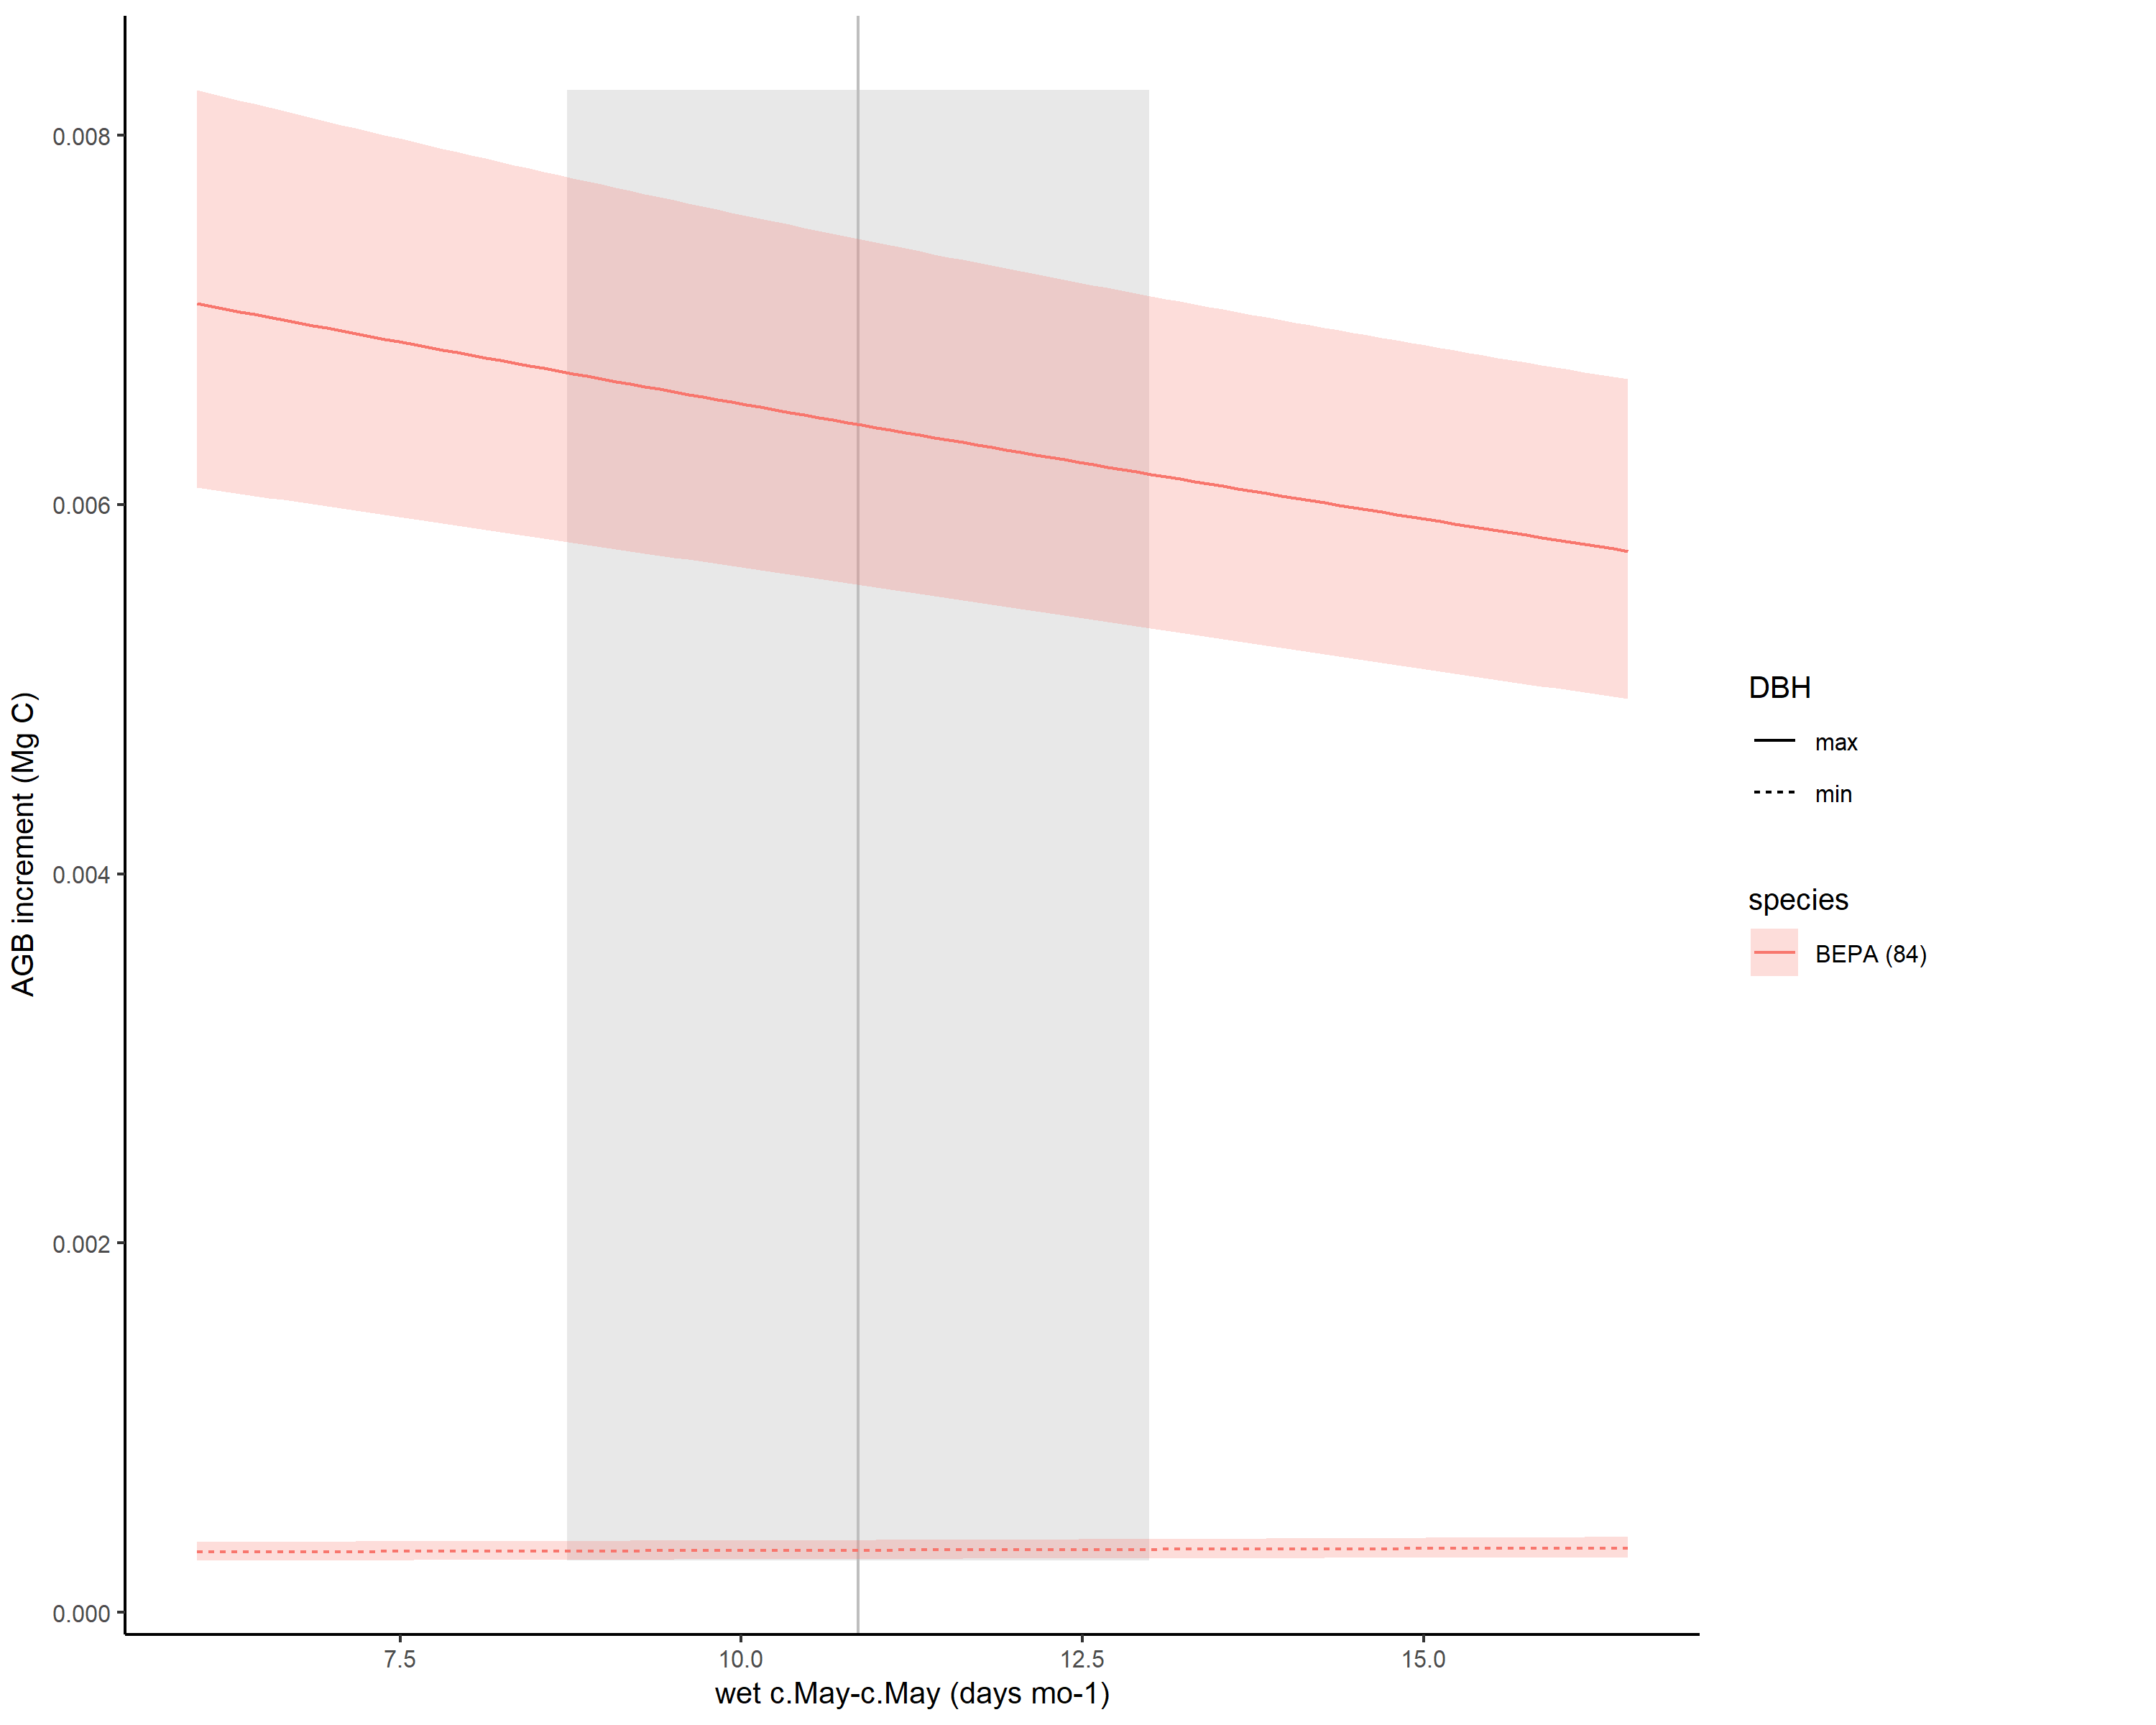 0.008
0.006
0.004
0.002
0.000
AGB increment (Mg C)
7.5 10.0 12.5 15.0
wet c.May-c.May (days mo-1)
DBH
max
min
species
BEPA (84)